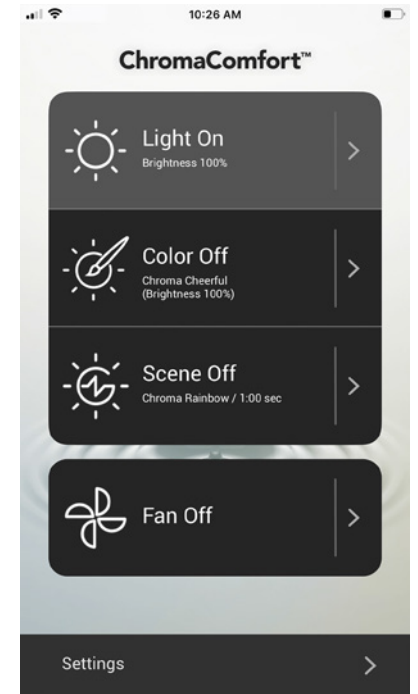 10:26 AM
ChromaComfort™
Light On
Brightness 100%
Color Off
Chroma Cheerful
(Brightness 100%)
Scene Off
Chroma Rainbow / 1:00 sec
Fan Off
Settings